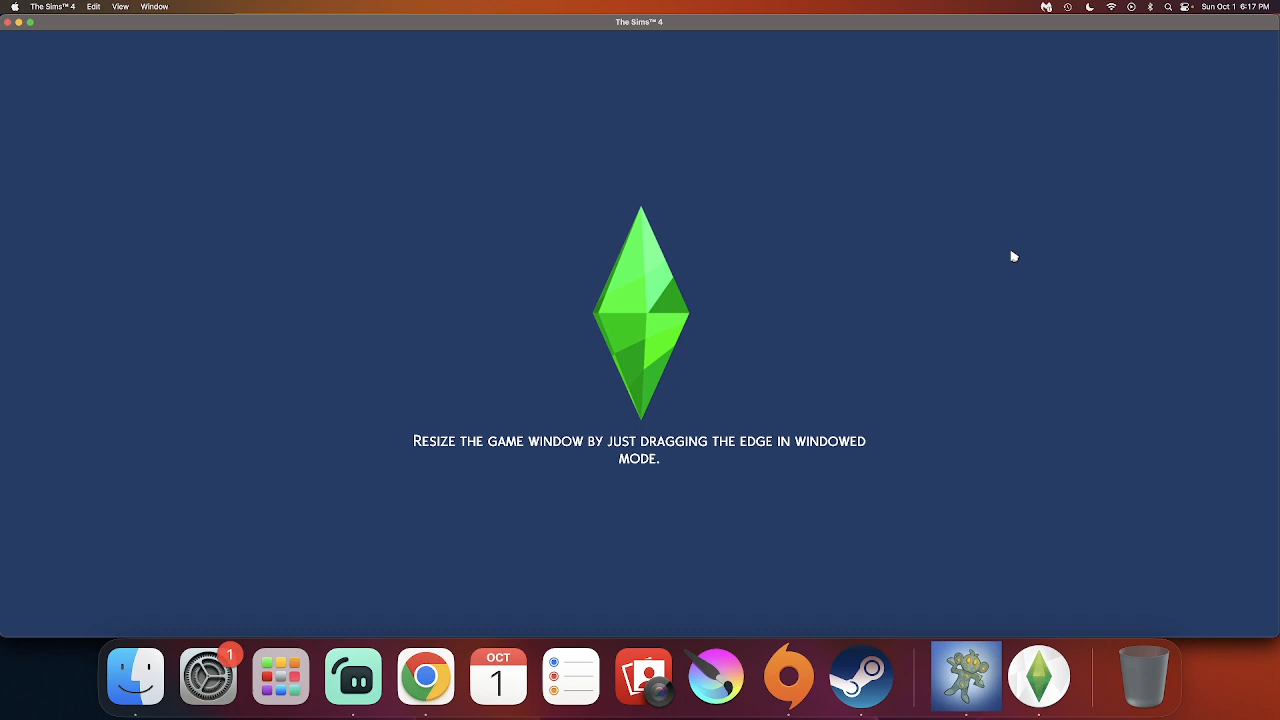 The Sims™ 4 Edit View Window Sun Oct 1 6:17 PM
The Sims™ 4
RESIZE THE GAME WINDOW BY JUST DRAGGING THE EDGE IN WINDOWED
MODE.
1
OCT
1